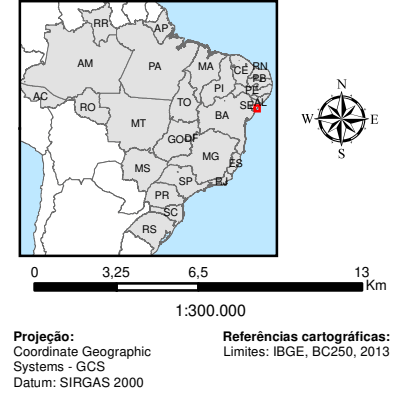 RR
AP
AM
PA
MA
CE
RN
PB
PE
AL
SE
PI
AC
RO
TO
BA
MT
GO
DF
MG
ES
MS
SP
RJ
PR
SC
RS
N
W
E
S
0 3,25 6,5 13
Km
1:300.000
Projeção:
Coordinate Geographic
Systems - GCS
Datum: SIRGAS 2000
Referências cartográficas:
Limites: IBGE, BC250, 2013